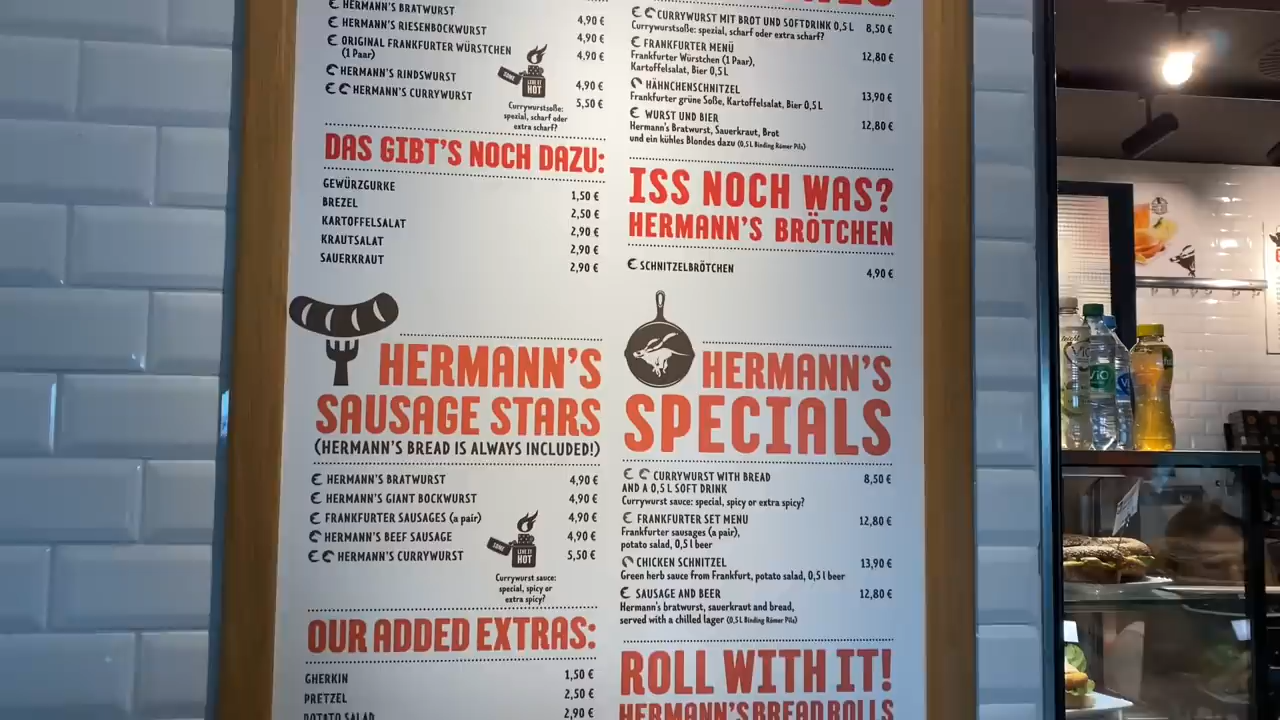 HERMANN'S BRATWURST 4,90 €
HERMANN'S RIESENBOCKWURST 4,90 €
ORIGINAL FRANKFURTER WÜRSTCHEN 4,90 €
(1 Paar)
HERMANN'S RINDSWURST 4,90 €
HERMANN'S CURRYWURST 5,50 €
SOME LIKE IT HOT
Currywurstsoße:
spezial, scharf oder
extra scharf?
DAS GIBT'S NOCH DAZU:
GEWÜRZGURKE 1,50 €
BREZEL 2,50 €
KARTOFFELSALAT 2,90 €
KRAUTSALAT 2,90 €
SAUERKRAUT 2,90 €
HERMANN'S
SAUSAGE STARS
(HERMANN'S BREAD IS ALWAYS INCLUDED!)
HERMANN'S BRATWURST 4,90 €
HERMANN'S GIANT BOCKWURST 4,90 €
FRANKFURTER SAUSAGES (a pair) 4,90 €
HERMANN'S BEEF SAUSAGE 4,90 €
HERMANN'S CURRYWURST 5,50 €
SOME LIKE IT HOT
Currywurst sauce:
special, spicy or
extra spicy?
OUR ADDED EXTRAS:
GHERKIN 1,50 €
PRETZEL 2,50 €
POTATO SALAD 2,90 €
CURRYWURST MIT BROT UND SOFTDRINK 0,5 L 8,50 €
Currywurstsoße: spezial, scharf oder extra scharf?
FRANKFURTER MENÜ 12,80 €
Frankfurter Würstchen (1 Paar),
Kartoffelsalat, Bier 0,5 L
HÄHNCHENSCHNITZEL 13,90 €
Frankfurter grüne Soße, Kartoffelsalat, Bier 0,5 L
WURST UND BIER 12,80 €
Hermann's Bratwurst, Sauerkraut, Brot
und ein kühles Blondes dazu (0,5 L Binding Römer Pils)
ISS NOCH WAS?
HERMANN'S BRÖTCHEN
SCHNITZELBRÖTCHEN 4,90 €
HERMANN'S
SPECIALS
CURRYWURST WITH BREAD 8,50 €
AND A 0,5 L SOFT DRINK
Currywurst sauce: special, spicy or extra spicy?
FRANKFURTER SET MENU 12,80 €
Frankfurter sausages (a pair),
potato salad, 0,5 l beer
CHICKEN SCHNITZEL 13,90 €
Green herb sauce from Frankfurt, potato salad, 0,5 l beer
SAUSAGE AND BEER 12,80 €
Hermann's bratwurst, sauerkraut and bread,
served with a chilled lager (0,5 L Binding Römer Pils)
ROLL WITH IT!
HERMANN'S BREAD ROLLS
ViO